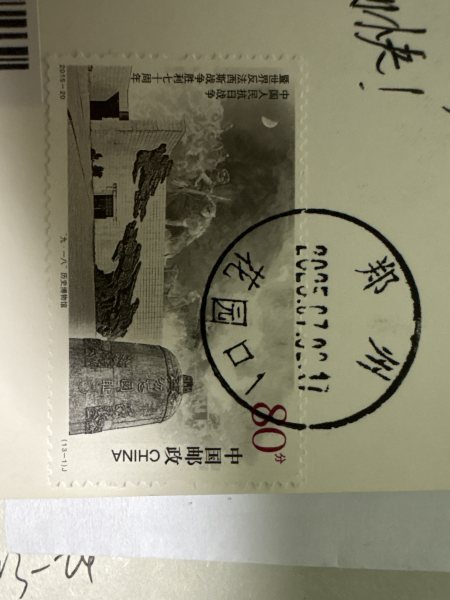 中国人民抗日战争
暨世界反法西斯战争胜利七十周年
2015-20
九·一八 历史博物馆
(13-1)J
中国邮政 CHINA
80分
郑州
花园口
快！